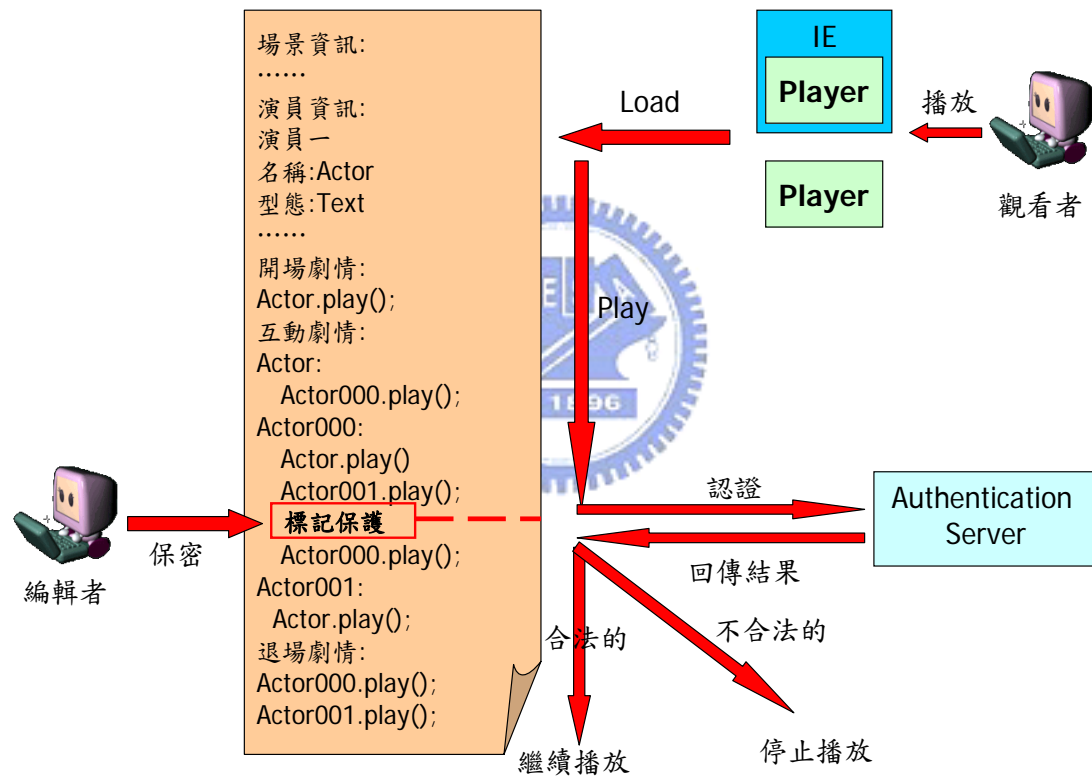 場景資訊:
……
演員資訊:
演員一
名稱:Actor
型態:Text
……
開場劇情:
Actor.play();
互動劇情:
Actor:
Actor000.play();
Actor000:
Actor.play()
Actor001.play();
標記保護
Actor000.play();
Actor001:
Actor.play();
退場劇情:
Actor000.play();
Actor001.play();
保密
編輯者
IE
Player
Player
Load
播放
觀看者
Play
1896
認證
Authentication
Server
回傳結果
合法的
不合法的
繼續播放
停止播放